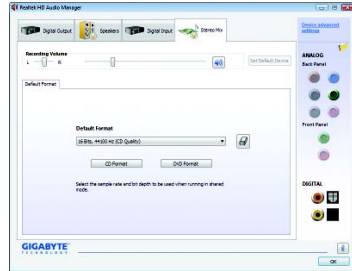 Realtek HD Audio Manager
Digital Output
Speakers
Digital Input
Stereo Mix
Device advanced
settings
Recording Volume
L
R
Set Default Device
ANALOG
Back Panel
Default Format
Default Format
16 Bits, 44100 Hz (CD Quality)
CD Format
DVD Format
Select the sample rate and bit depth to be used when running in shared
mode.
Front Panel
DIGITAL
GIGABYTE
TECHNOLOGY
OK